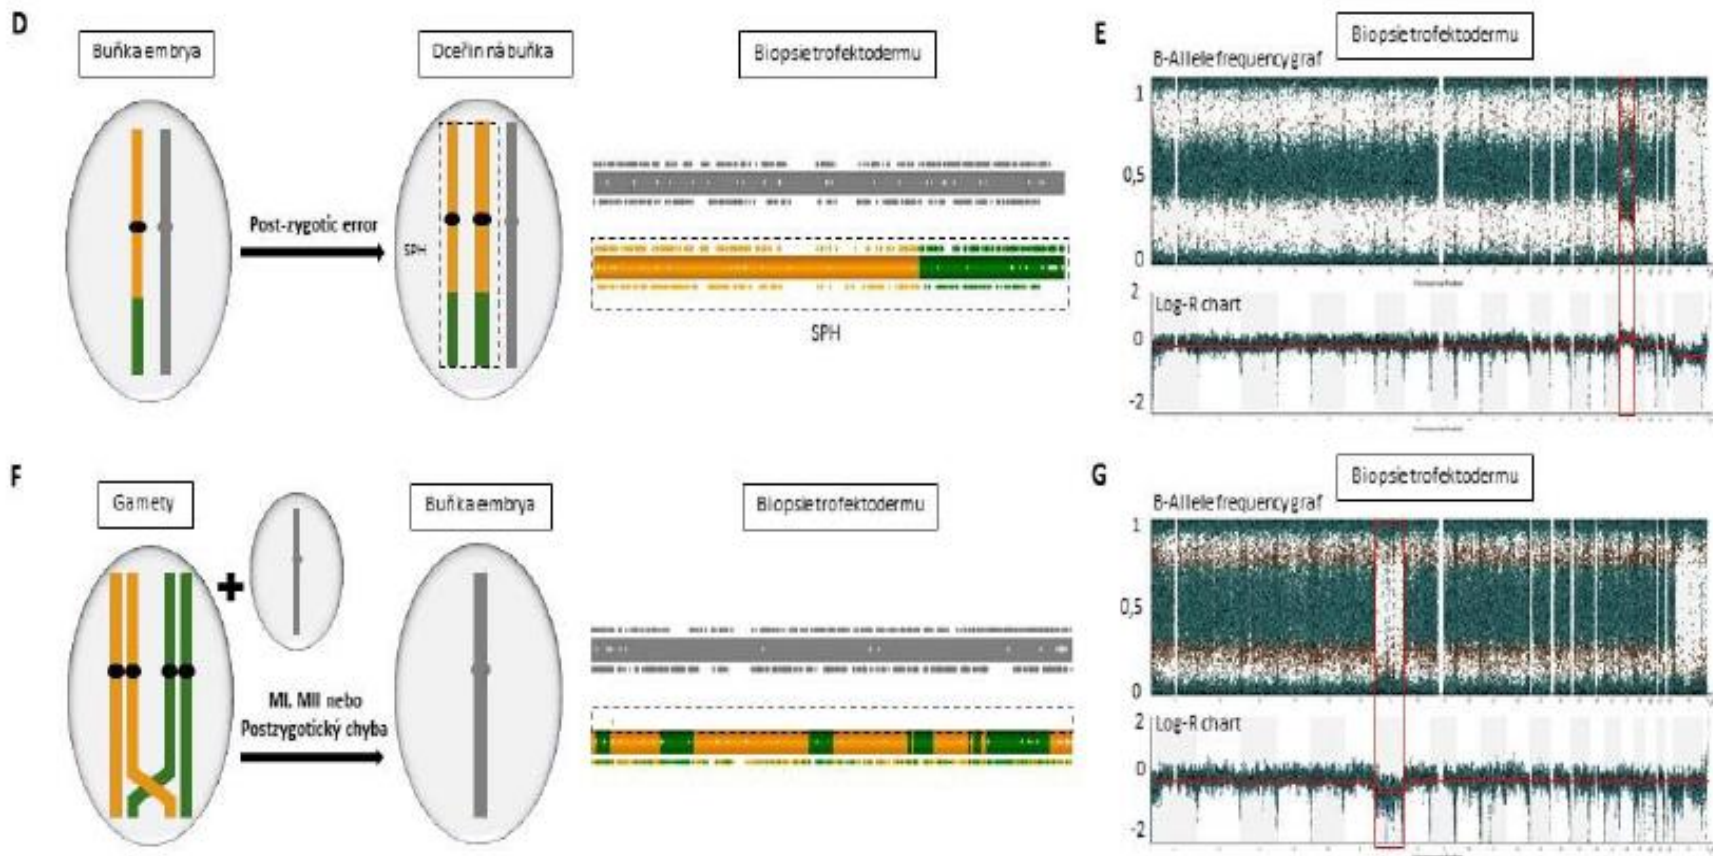 D
Buňka embrya
Dceřinná buňka
Biopsie trofektodermu
Post-zygotic error
SPH
SPH
E
Biopsie trofektodermu
B-Allele frequency graf
1
0,5
0
Log-R chart
2
0
-2
F
Gamety
Buňka embrya
Biopsie trofektodermu
MI, MII nebo
Postzygotický chyba
G
Biopsie trofektodermu
B-Allele frequency graf
1
0,5
0
Log-R chart
2
0
-2